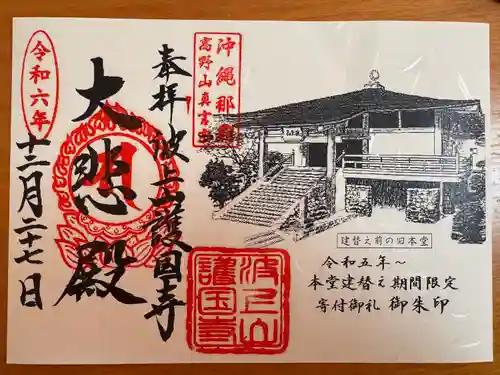 沖縄那覇
高野山真言宗
奉拝 波上山護国寺
大悲殿
令和六年
十二月二十七日
波上山
護国寺
建替え前の旧本堂
令和五年～
本堂建替え期間限定
寄付御礼 御朱印